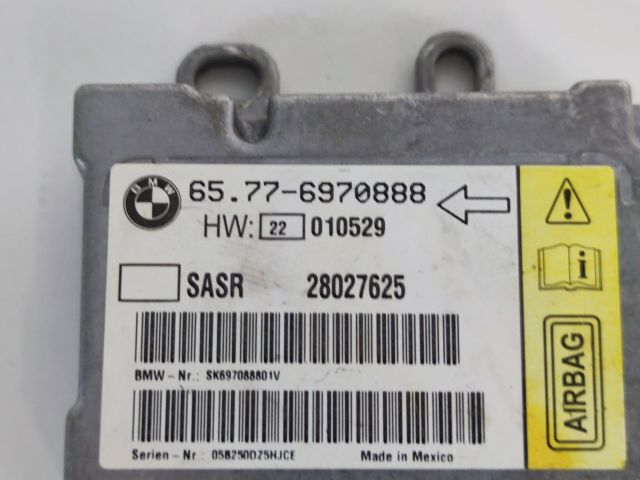 BMW 65.77-6970888
HW: 22 010529
SASR 28027625
BMW-Nr.: SK697088801V
Serien-Nr.: 058250DZ5HJCE Made in Mexico
i
AIRBAG